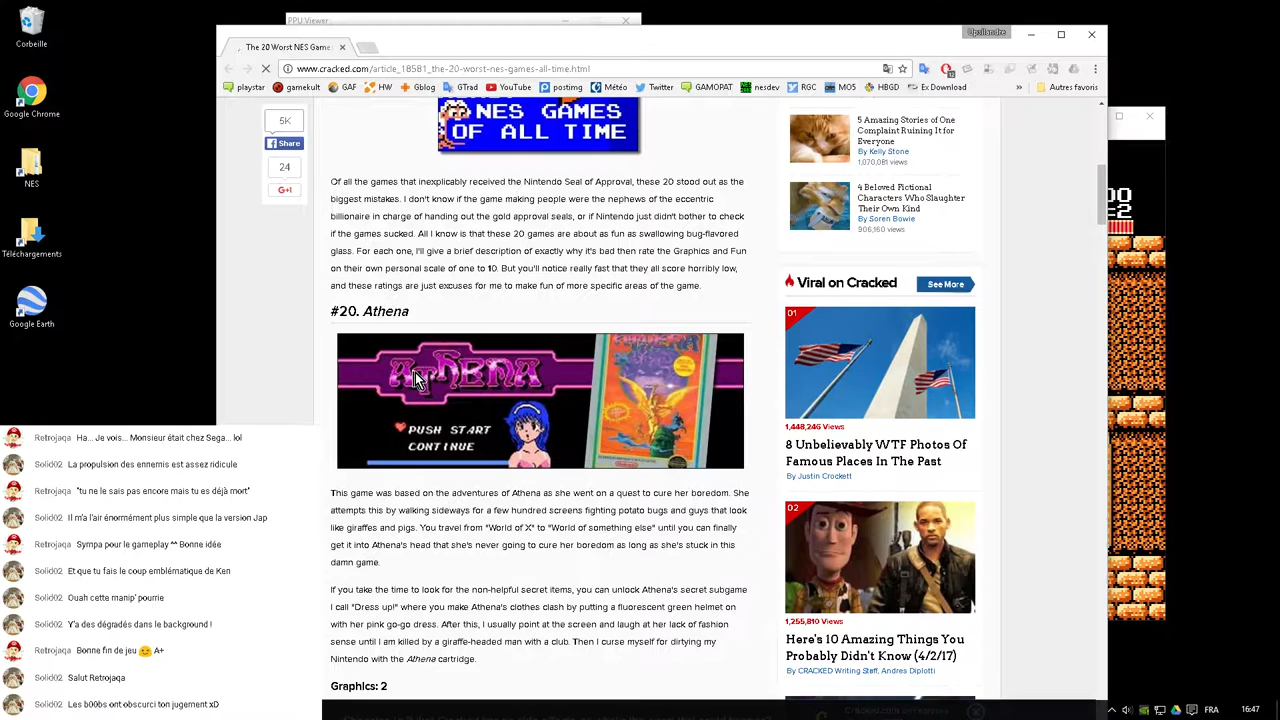 Corbeille
Google Chrome
NES
Téléchargements
Google Earth
PPU Viewer
Upsilandre
The 20 Worst NES Game
www.cracked.com/article_18581_the-20-worst-nes-games-all-time.html
playstar gamekult GAF HW Gblog GTrad YouTube postimg Météo Twitter GAMOPAT nesdev RGC MO5 HBGD Ex Download » Autres favoris
5K
Share
24
G+1
NES GAMES
OF ALL TIME
Of all the games that inexplicably received the Nintendo Seal of Approval, these 20 stood out as the
biggest mistakes. I don't know if the game making people were the nephews of the eccentric
billionaire in charge of handing out the gold approval seals, or if Nintendo just didn't bother to check
if the games sucked. All I know is that these 20 games are about as fun as swallowing bug-flavored
glass. For each one, I'll give a brief description of exactly why it's bad then rate the Graphics and Fun
on their own personal scale of one to 10. But you'll notice really fast that they all score horribly low,
and these ratings are just excuses for me to make fun of more specific areas of the game.
#20. Athena
ATHENA
PUSH START
CONTINUE
ATHENA
This game was based on the adventures of Athena as she went on a quest to cure her boredom. She
attempts this by walking sideways for a few hundred screens fighting potato bugs and guys that look
like giraffes and pigs. You travel from "World of X" to "World of something else" until you can finally
get it into Athena's head that she's never going to cure her boredom as long as she's stuck in this
damn game.
If you take the time to look for the non-helpful secret items, you can unlock Athena's secret subgame
I call "Dress up!" where you make Athena's clothes clash by putting a fluorescent green helmet on
with her pink go-go dress. After this, I usually point at the screen and laugh at her lack of fashion
sense until I am killed by a giraffe-headed man with a club. Then I curse myself for dirtying my
Nintendo with the Athena cartridge.
Graphics: 2
5 Amazing Stories of One
Complaint Ruining It for
Everyone
By Kelly Stone
1,070,081 views
4 Beloved Fictional
Characters Who Slaughter
Their Own Kind
By Soren Bowie
906,160 views
Viral on Cracked
See More
01
1,448,246 Views
8 Unbelievably WTF Photos Of
Famous Places In The Past
By Justin Crockett
02
1,255,810 Views
Here's 10 Amazing Things You
Probably Didn't Know (4/2/17)
By CRACKED Writing Staff, Andres Diplotti
Retrojaqa Ha... Je vois... Monsieur était chez Sega... lol
Solid02 La propulsion des ennemis est assez ridicule
Retrojaqa "tu ne le sais pas encore mais tu es déjà mort"
Solid02 Il m'a l'air énormément plus simple que la version Jap
Retrojaqa Sympa pour le gameplay ^^ Bonne idée
Solid02 Et que tu fais le coup emblématique de Ken
Solid02 Ouah cette manip' pourrie
Solid02 Y'a des dégradés dans le background !
Retrojaqa Bonne fin de jeu 😉 A+
Solid02 Salut Retrojaqa
Solid02 Les b00bs ont obscurci ton jugement xD
FR
16:47